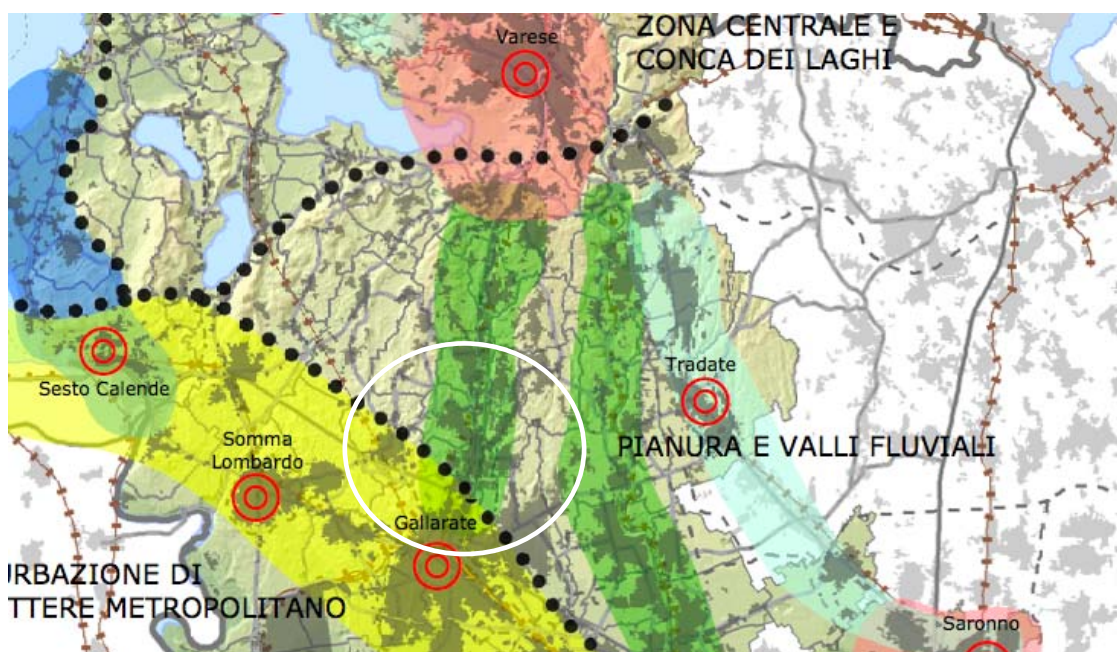 ZONA CENTRALE E
CONCA DEI LAGHI
Varese
Sesto Calende
Tradate
Somma
Lombardo
PIANURA E VALLI FLUVIALI
Gallarate
URBAZIONE DI
TTERE METROPOLITANO
Saronno